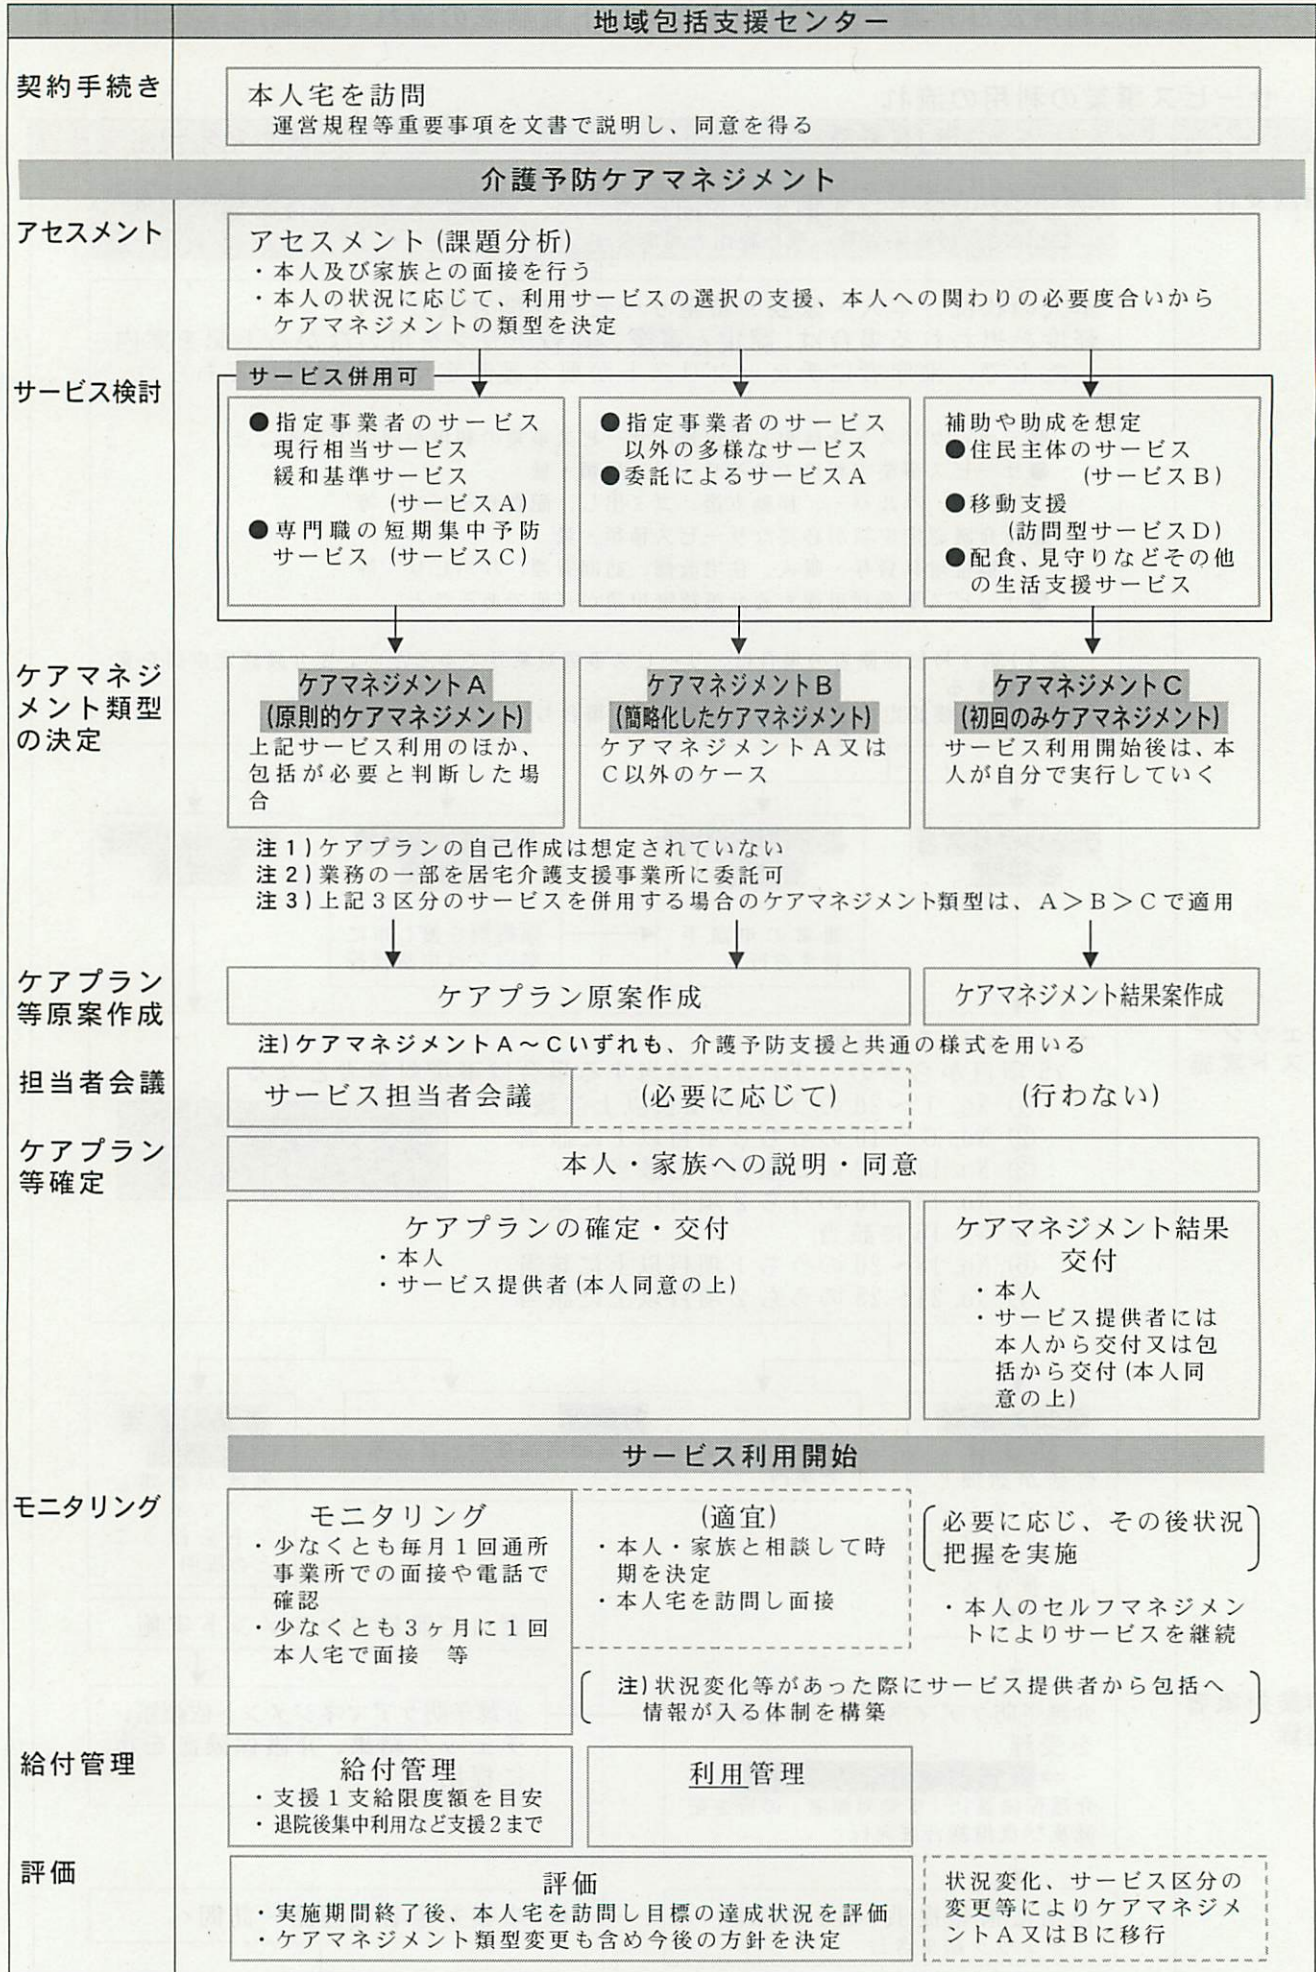 地域包括支援センター
契約手続き
本人宅を訪問
運営規程等重要事項を文書で説明し、同意を得る
介護予防ケアマネジメント
アセスメント
アセスメント(課題分析)
・本人及び家族との面接を行う
・本人の状況に応じて、利用サービスの選択の支援、本人への関わりの必要度合いから
ケアマネジメントの類型を決定
サービス検討
サービス併用可
●指定事業者のサービス
現行相当サービス
緩和基準サービス
(サービスA)
●専門職の短期集中予防
サービス(サービスC)
●指定事業者のサービス
以外の多様なサービス
●委託によるサービスA
補助や助成を想定
●住民主体のサービス
(サービスB)
●移動支援
(訪問型サービスD)
●配食、見守りなどその他
の生活支援サービス
ケアマネジ
メント類型
の決定
ケアマネジメントA
(原則的ケアマネジメント)
上記サービス利用のほか、
包括が必要と判断した場
合
ケアマネジメントB
(簡略化したケアマネジメント)
ケアマネジメントA又は
C以外のケース
ケアマネジメントC
(初回のみケアマネジメント)
サービス利用開始後は、本
人が自分で実行していく
注1)ケアプランの自己作成は想定されていない
注2)業務の一部を居宅介護支援事業所に委託可
注3)上記3区分のサービスを併用する場合のケアマネジメント類型は、A>B>Cで適用
ケアプラン
等原案作成
ケアプラン原案作成
ケアマネジメント結果案作成
注)ケアマネジメントA~Cいずれも、介護予防支援と共通の様式を用いる
担当者会議
サービス担当者会議
(必要に応じて)
(行わない)
ケアプラン
等確定
本人・家族への説明・同意
ケアプランの確定・交付
・本人
・サービス提供者(本人同意の上)
ケアマネジメント結果
交付
・本人
・サービス提供者には
本人から交付又は包
括から交付(本人同
意の上)
サービス利用開始
モニタリング
モニタリング
・少なくとも毎月1回通所
事業所での面接や電話で
確認
・少なくとも3ヶ月に1回
本人宅で面接 等
(適宜)
・本人・家族と相談して時
期を決定
・本人宅を訪問し面接
必要に応じ、その後状況
把握を実施
・本人のセルフマネジメン
トによりサービスを継続
注)状況変化等があった際にサービス提供者から包括へ
情報が入る体制を構築
給付管理
給付管理
・支援1支給限度額を目安
・退院後集中利用など支援2まで
利用管理
評価
評価
・実施期間終了後、本人宅を訪問し目標の達成状況を評価
・ケアマネジメント類型変更も含め今後の方針を決定
状況変化、サービス区分の
変更等によりケアマネジメ
ントA又はBに移行